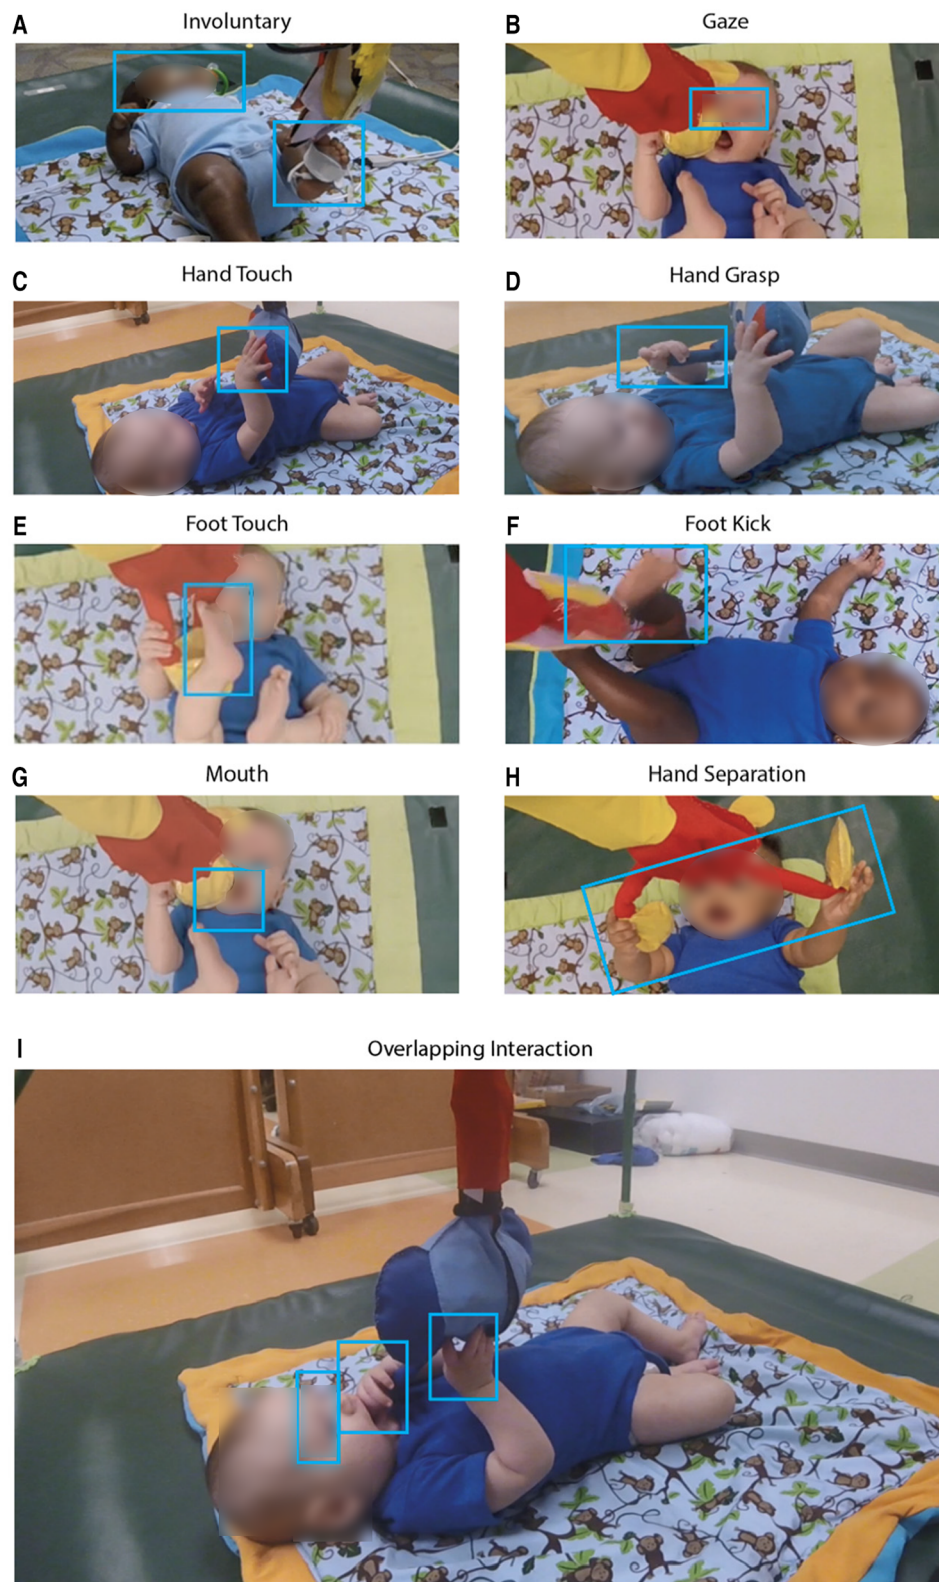 A Involuntary
B Gaze
C Hand Touch
D Hand Grasp
E Foot Touch
F Foot Kick
G Mouth
H Hand Separation
I Overlapping Interaction